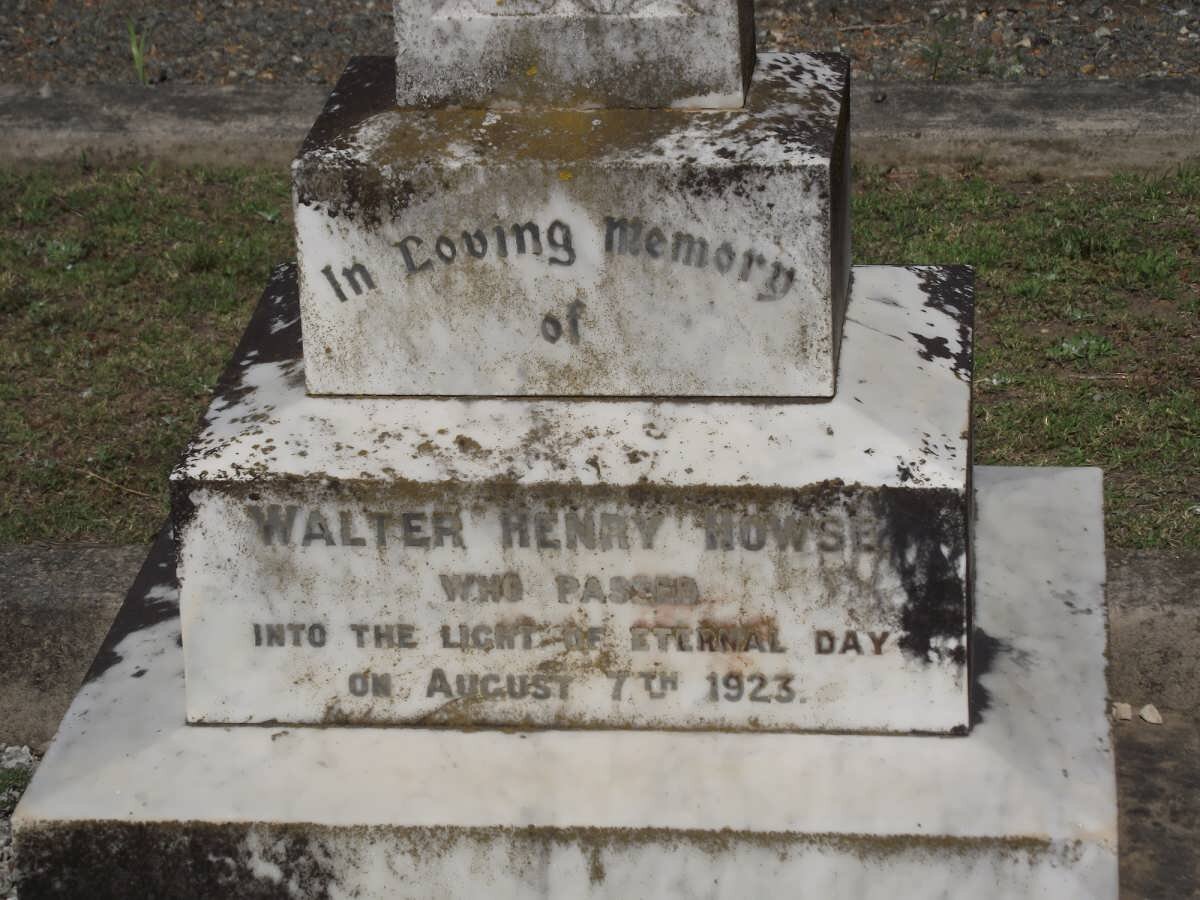 In Loving Memory
of
WALTER HENRY HOWSE
WHO PASSED
INTO THE LIGHT OF ETERNAL DAY
ON AUGUST 7TH 1923.